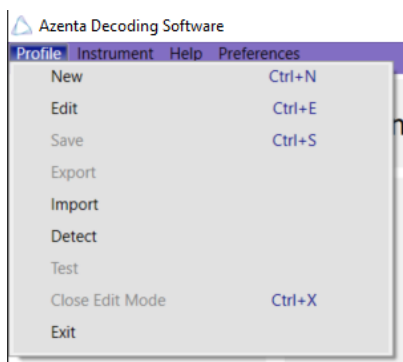 Azenta Decoding Software
Profile Instrument Help Preferences
New Ctrl+N
Edit Ctrl+E
Save Ctrl+S
Export
Import
Detect
Test
Close Edit Mode Ctrl+X
Exit